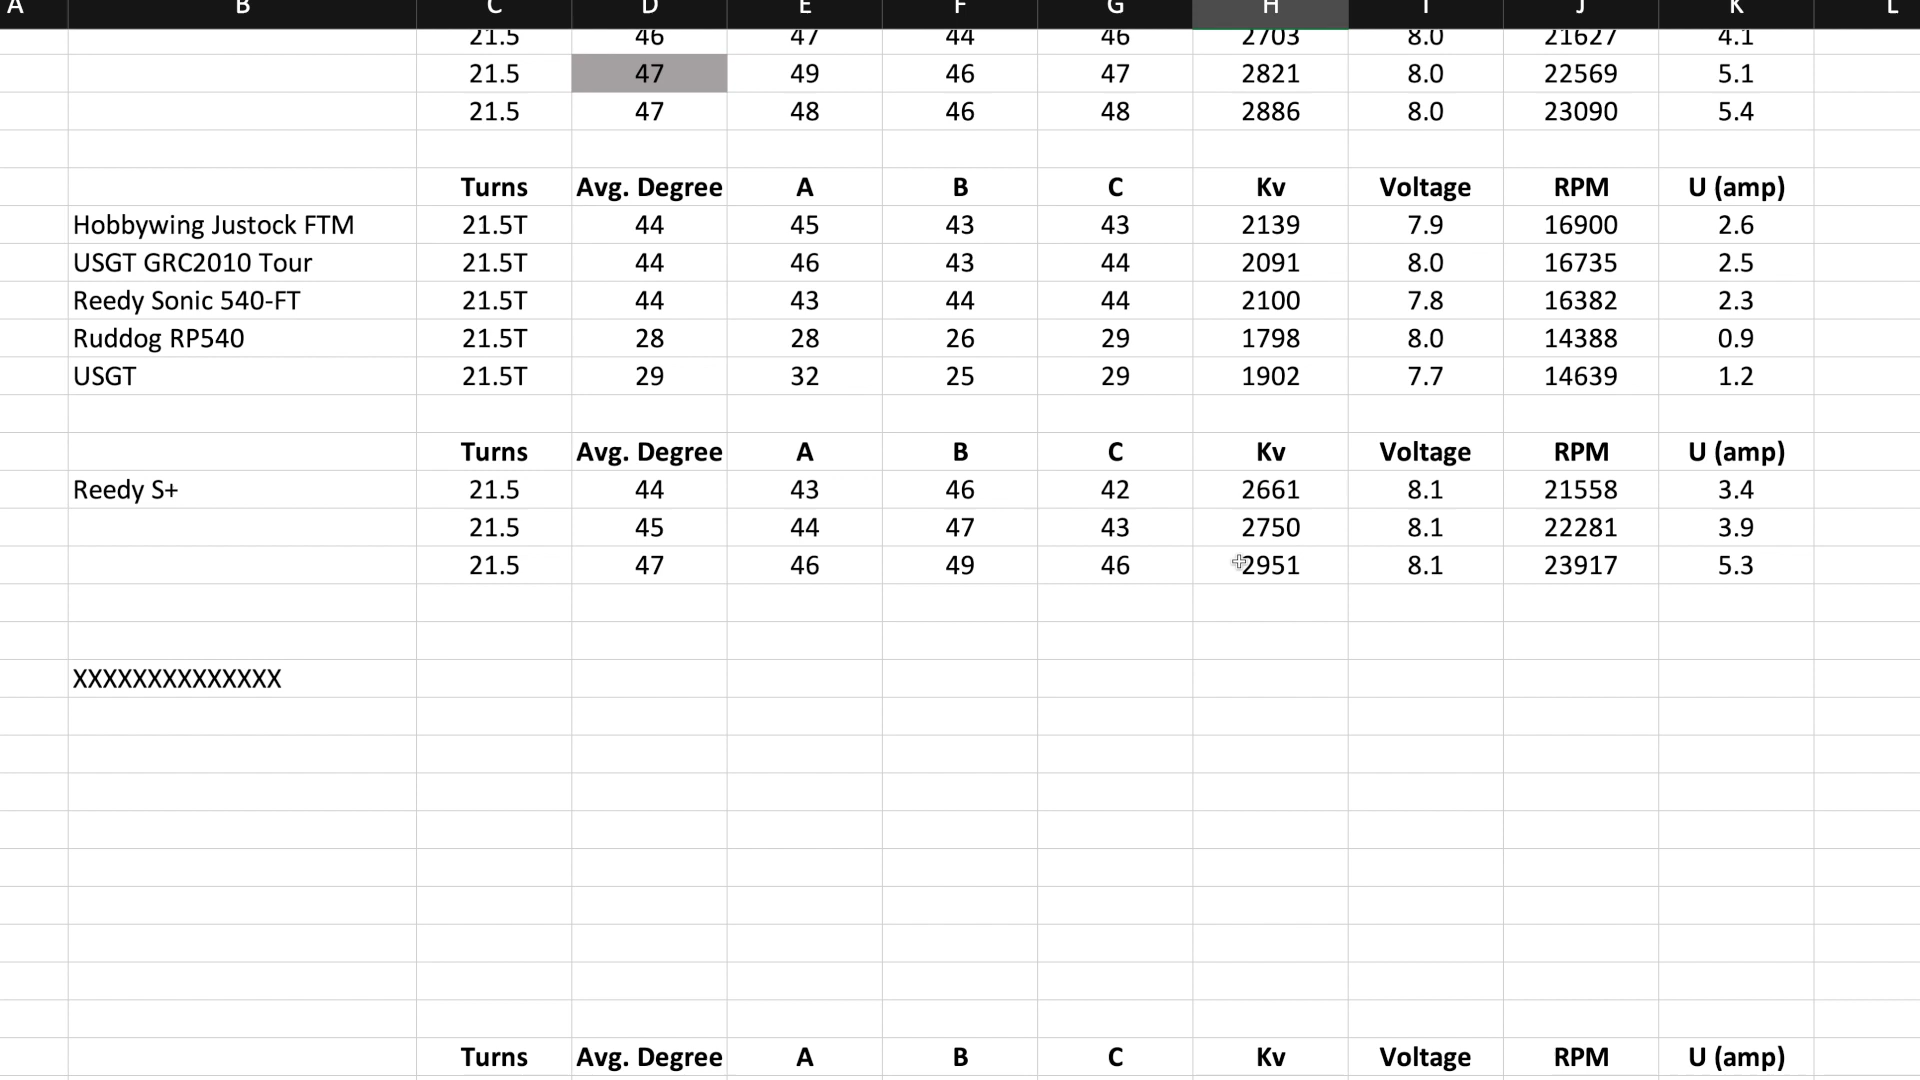 A B C D E F G H I J K L
21.5 46 47 44 46 2703 8.0 21627 4.1
21.5 47 49 46 47 2821 8.0 22569 5.1
21.5 47 48 46 48 2886 8.0 23090 5.4
Turns Avg. Degree A B C Kv Voltage RPM U (amp)
Hobbywing Justock FTM 21.5T 44 45 43 43 2139 7.9 16900 2.6
USGT GRC2010 Tour 21.5T 44 46 43 44 2091 8.0 16735 2.5
Reedy Sonic 540-FT 21.5T 44 43 44 44 2100 7.8 16382 2.3
Ruddog RP540 21.5T 28 28 26 29 1798 8.0 14388 0.9
USGT 21.5T 29 32 25 29 1902 7.7 14639 1.2
Turns Avg. Degree A B C Kv Voltage RPM U (amp)
Reedy S+ 21.5 44 43 46 42 2661 8.1 21558 3.4
21.5 45 44 47 43 2750 8.1 22281 3.9
21.5 47 46 49 46 2951 8.1 23917 5.3
XXXXXXXXXXXXXX
Turns Avg. Degree A B C Kv Voltage RPM U (amp)